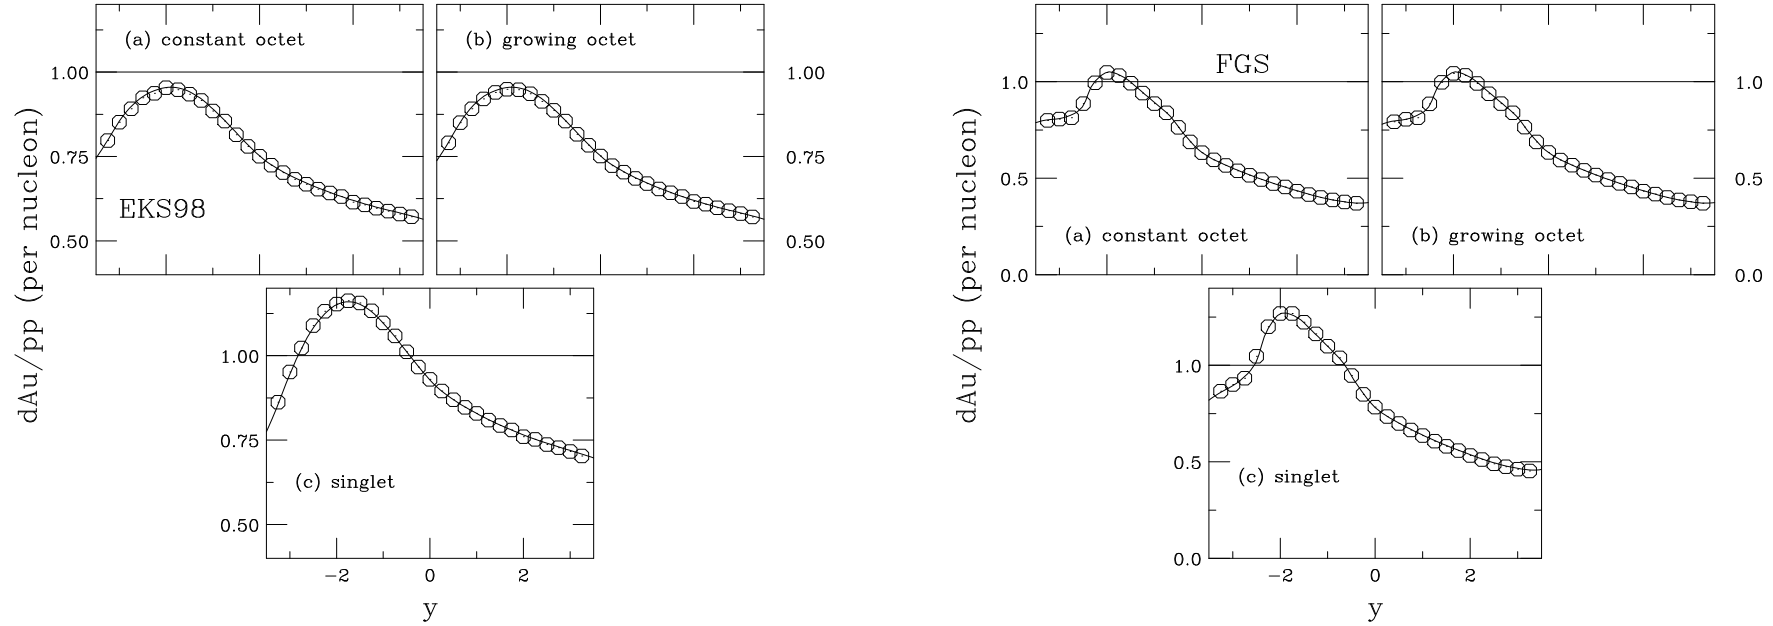 (a) constant octet
(b) growing octet
1.00
0.75
0.50
1.00
0.75
0.50
EKS98
dAu/pp (per nucleon)
1.00
0.75
0.50
(c) singlet
−2 0 2
y
FGS
1.0
0.5
0.0
1.0
0.5
0.0
(a) constant octet
(b) growing octet
dAu/pp (per nucleon)
1.0
0.5
0.0
(c) singlet
−2 0 2
y